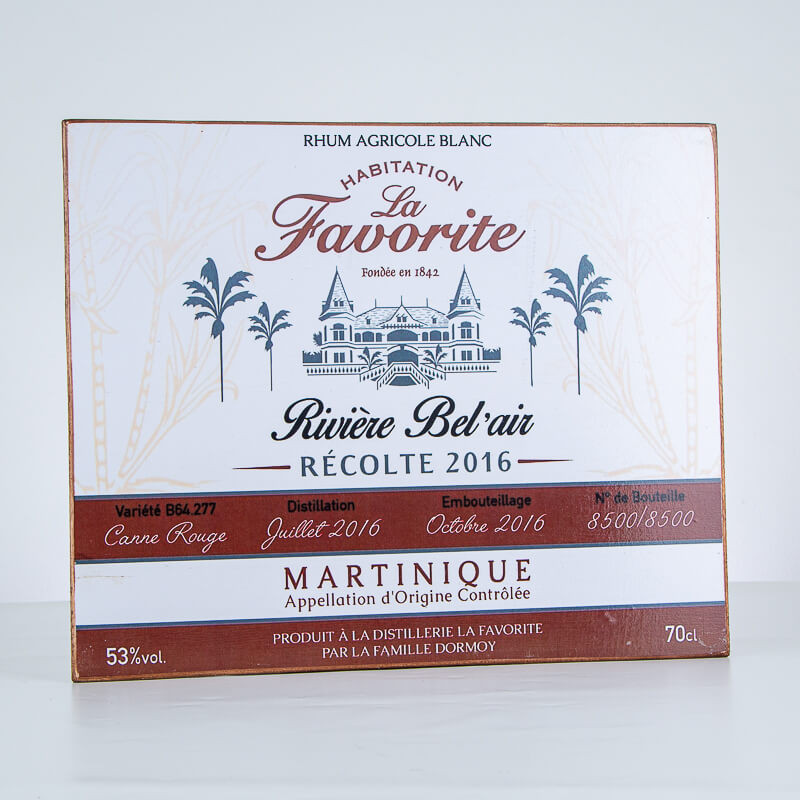 RHUM AGRICOLE BLANC
HABITATION
La
Favorite
Fondée en 1842
Rivière Bel'air
RÉCOLTE 2016
Variété B64.277 Distillation Embouteillage N° de Bouteille
Canne Rouge Juillet 2016 Octobre 2016 8500/8500
MARTINIQUE
Appellation d'Origine Contrôlée
PRODUIT À LA DISTILLERIE LA FAVORITE
53%vol. PAR LA FAMILLE DORMOY 70cl